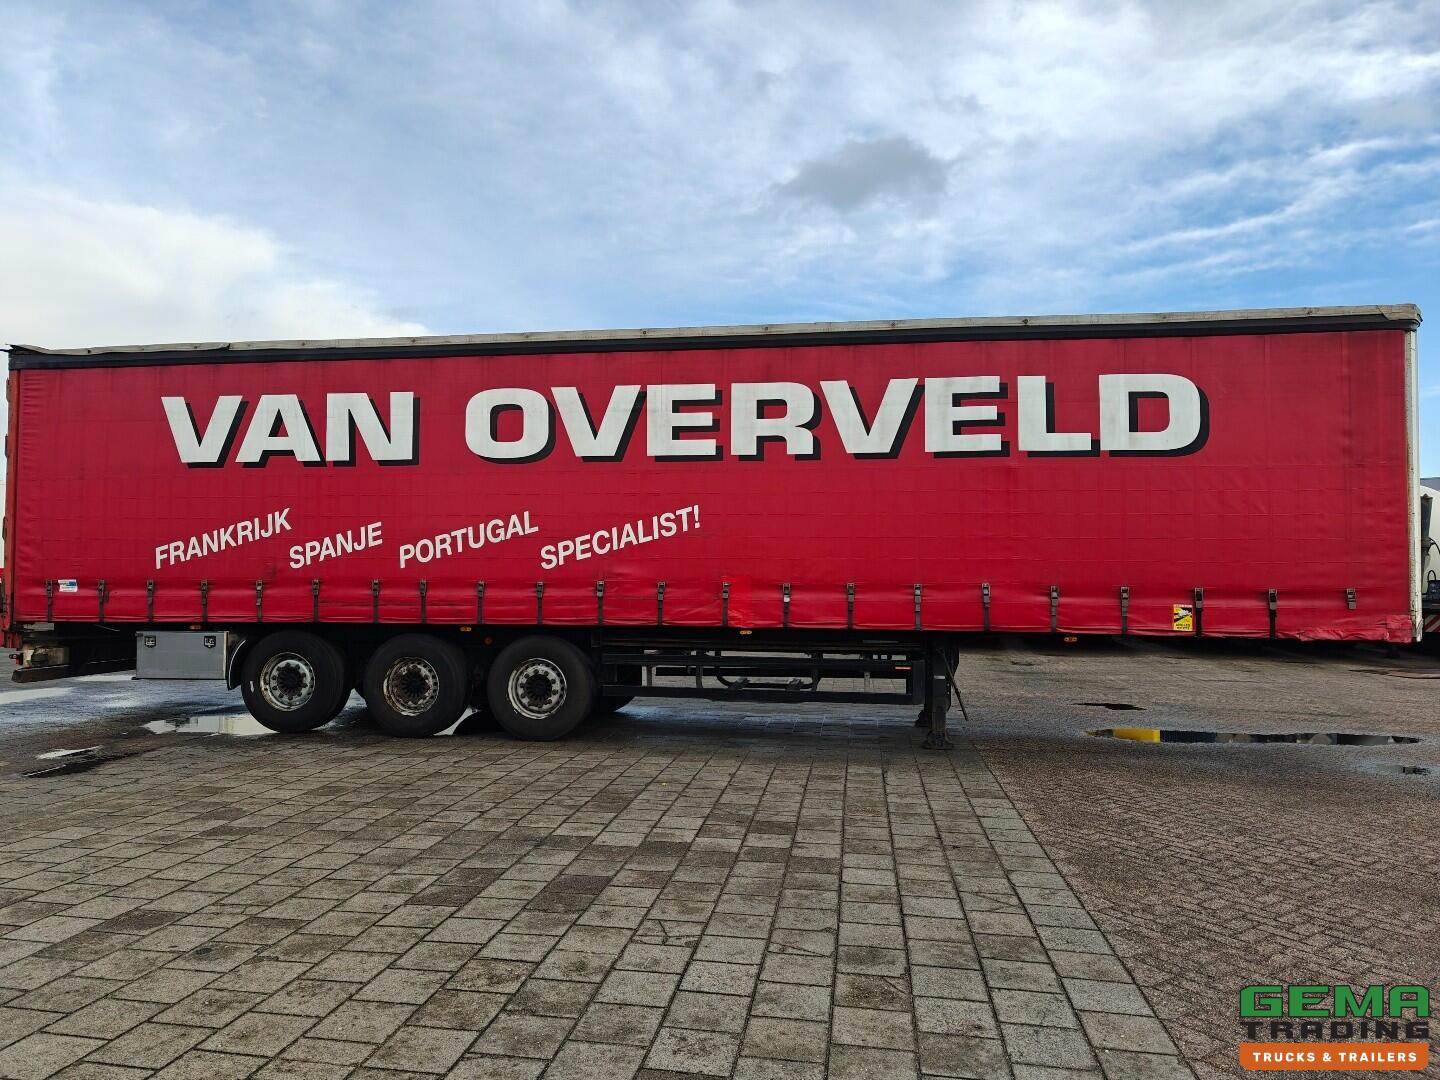 VAN OVERVELD
FRANKRIJK SPANJE PORTUGAL SPECIALIST!
GEMA
TRADING
TRUCKS & TRAILERS